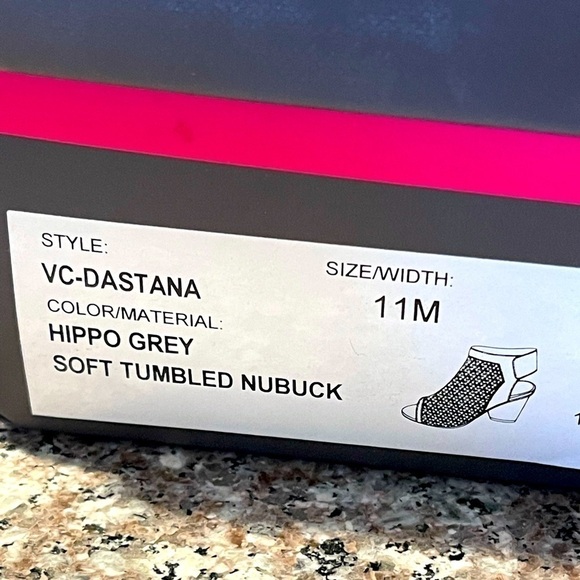 STYLE:
VC-DASTANA
COLOR/MATERIAL:
HIPPO GREY
SOFT TUMBLED NUBUCK
SIZE/WIDTH:
11M